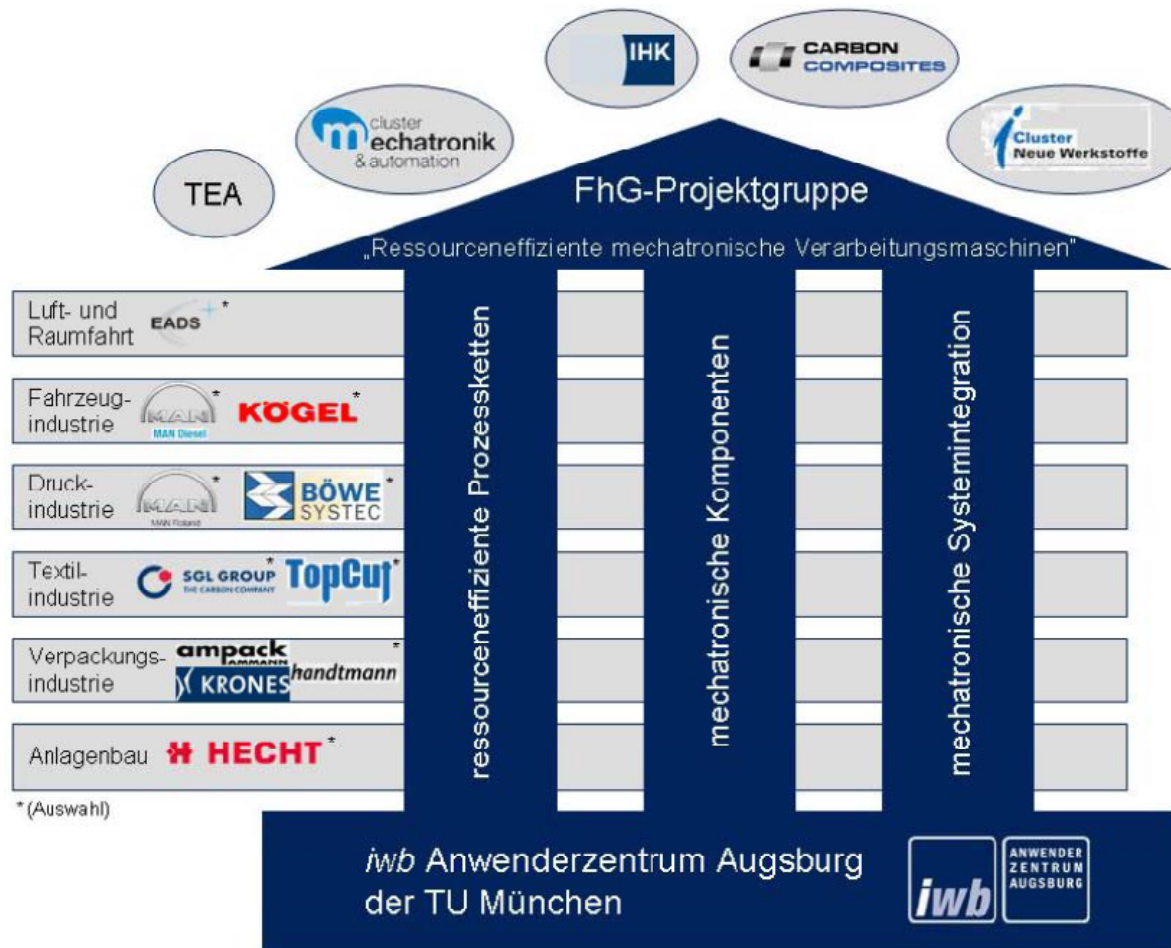 IHK
CARBON
COMPOSITES
cluster
mechatronik
& automation
Cluster
Neue Werkstoffe
TEA
FhG-Projektgruppe
„Ressourceneffiziente mechatronische Verarbeitungsmaschinen"
Luft- und
Raumfahrt
EADS *
Fahrzeug-
industrie
MAN *
MAN Diesel
KÖGEL *
Druck-
industrie
MAN *
MAN Roland
BÖWE *
SYSTEC
Textil-
industrie
SGL GROUP *
THE CARBON COMPANY
TopCut *
Verpackungs-
industrie
ampack
AMMANN
KRONES
handtmann *
Anlagenbau
HECHT *
* (Auswahl)
ressourceneffiziente Prozessketten
mechatronische Komponenten
mechatronische Systemintegration
iwb Anwenderzentrum Augsburg
der TU München
iwb
ANWENDER
ZENTRUM
AUGSBURG